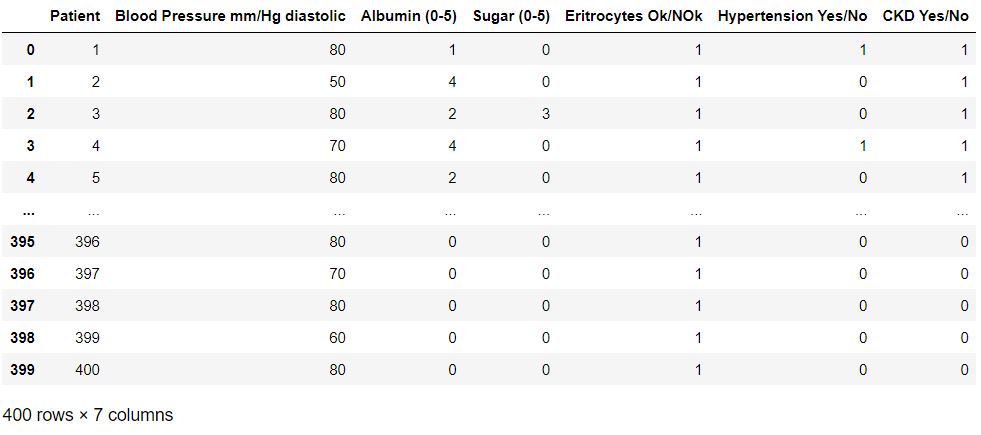 Patient Blood Pressure mm/Hg diastolic Albumin (0-5) Sugar (0-5) Eritrocytes Ok/NOk Hypertension Yes/No CKD Yes/No
0 1 80 1 0 1 1 1
1 2 50 4 0 1 0 1
2 3 80 2 3 1 0 1
3 4 70 4 0 1 1 1
4 5 80 2 0 1 0 1
... ... ... ... ... ... ... ...
395 396 80 0 0 1 0 0
396 397 70 0 0 1 0 0
397 398 80 0 0 1 0 0
398 399 60 0 0 1 0 0
399 400 80 0 0 1 0 0
400 rows × 7 columns